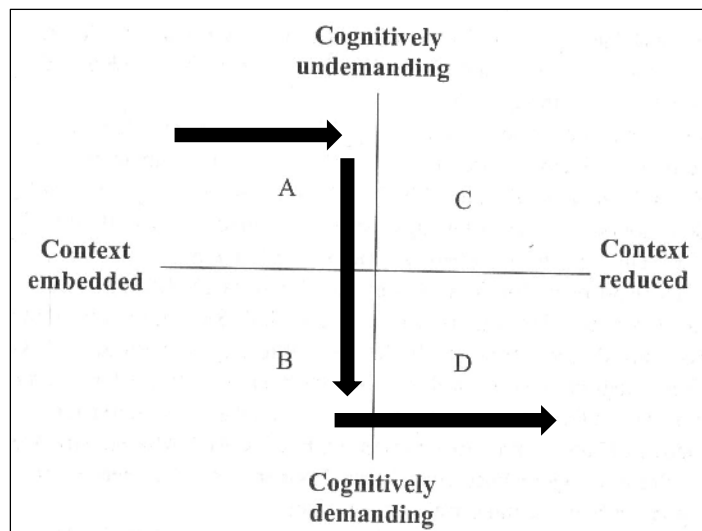 Cognitively
undemanding
A
C
Context
embedded
Context
reduced
B
D
Cognitively
demanding